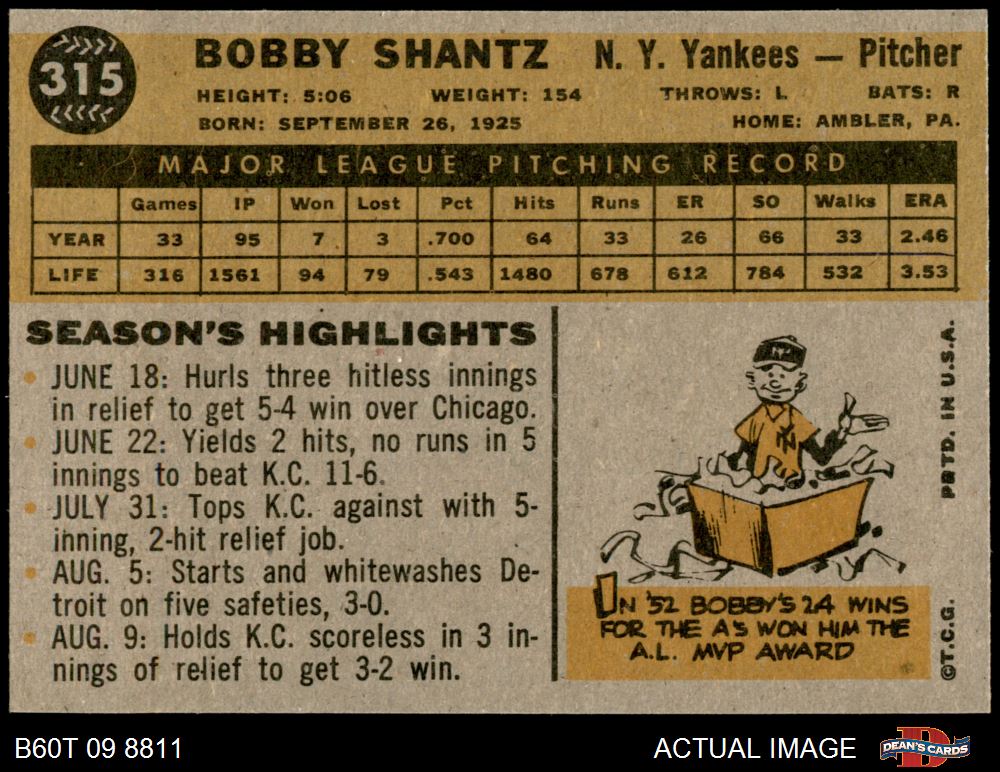 315
BOBBY SHANTZ N. Y. Yankees — Pitcher
HEIGHT: 5:06 WEIGHT: 154 THROWS: L BATS: R
BORN: SEPTEMBER 26, 1925 HOME: AMBLER, PA.
MAJOR LEAGUE PITCHING RECORD
Games IP Won Lost Pct Hits Runs ER SO Walks ERA
YEAR 33 95 7 3 .700 64 33 26 66 33 2.46
LIFE 316 1561 94 79 .543 1480 678 612 784 532 3.53
SEASON'S HIGHLIGHTS
• JUNE 18: Hurls three hitless innings
in relief to get 5-4 win over Chicago.
• JUNE 22: Yields 2 hits, no runs in 5
innings to beat K.C. 11-6.
• JULY 31: Tops K.C. against with 5-
inning, 2-hit relief job.
• AUG. 5: Starts and whitewashes De-
troit on five safeties, 3-0.
• AUG. 9: Holds K.C. scoreless in 3 in-
nings of relief to get 3-2 win.
NY
NY
IN '52 BOBBY'S 24 WINS
FOR THE A'S WON HIM THE
A.L. MVP AWARD
©T.C.G. PRTD. IN U.S.A.
B60T 09 8811 ACTUAL IMAGE DEAN'S CARDS